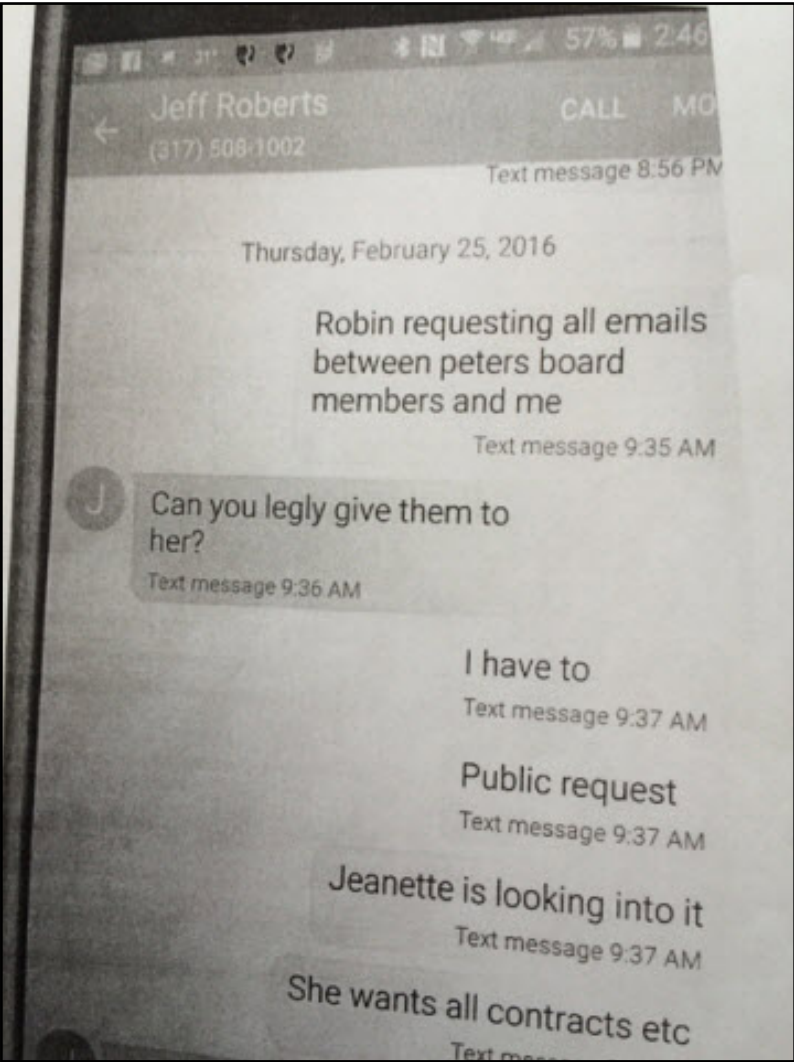 57% 2:46
Jeff Roberts
CALL MO
(317) 508-1002
Text message 8:56 PM
Thursday, February 25, 2016
Robin requesting all emails
between peters board
members and me
Text message 9:35 AM
J
Can you legly give them to
her?
Text message 9:36 AM
I have to
Text message 9:37 AM
Public request
Text message 9:37 AM
Jeanette is looking into it
Text message 9:37 AM
She wants all contracts etc
Text